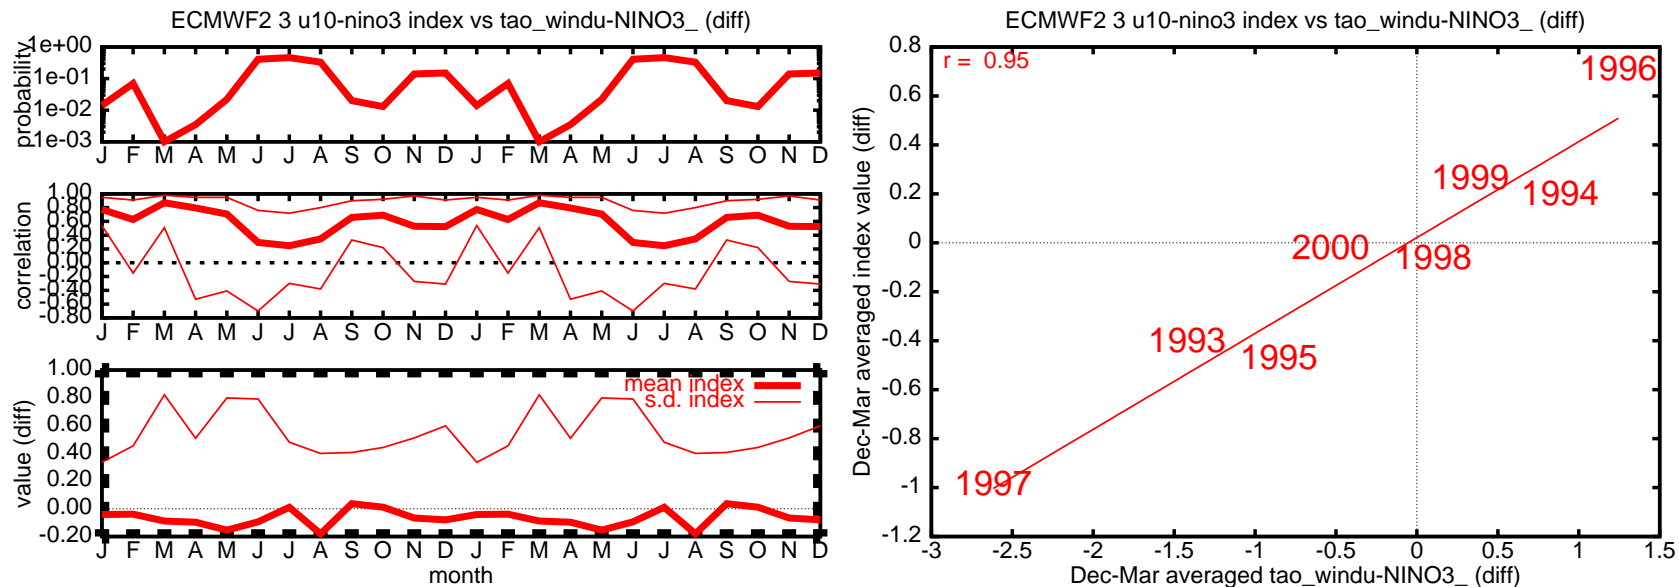 ECMWF2 3 u10-nino3 index vs tao_windu-NINO3_ (diff)
probability
1e+00
1e-01
1e-02
1e-03
J F M A M J J A S O N D J F M A M J J A S O N D
correlation
1.00
0.80
0.60
0.40
0.20
0.00
-0.20
-0.40
-0.60
-0.80
J F M A M J J A S O N D J F M A M J J A S O N D
value (diff)
1.00
0.80
0.60
0.40
0.20
0.00
-0.20
mean index
s.d. index
J F M A M J J A S O N D J F M A M J J A S O N D
month
ECMWF2 3 u10-nino3 index vs tao_windu-NINO3_ (diff)
r = 0.95
Dec-Mar averaged index value (diff)
0.8
0.6
0.4
0.2
0
-0.2
-0.4
-0.6
-0.8
-1
-1.2
1996
1999
1994
2000
1998
1993
1995
1997
-3 -2.5 -2 -1.5 -1 -0.5 0 0.5 1 1.5
Dec-Mar averaged tao_windu-NINO3_ (diff)